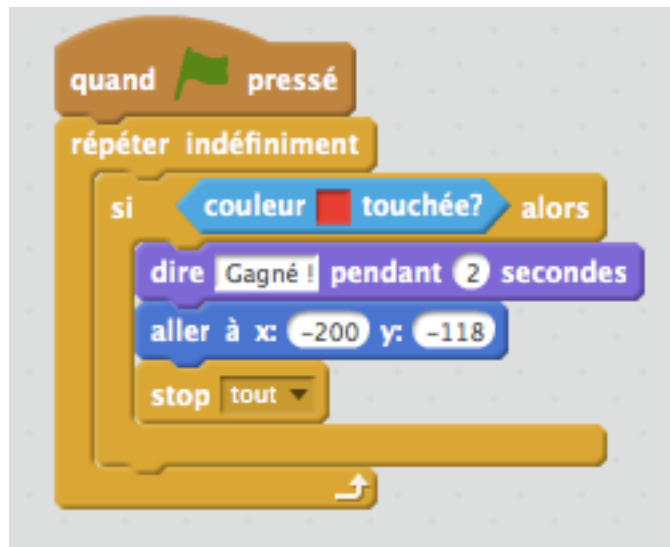 quand pressé
répéter indéfiniment
si couleur touchée? alors
dire Gagné ! pendant 2 secondes
aller à x: -200 y: -118
stop tout